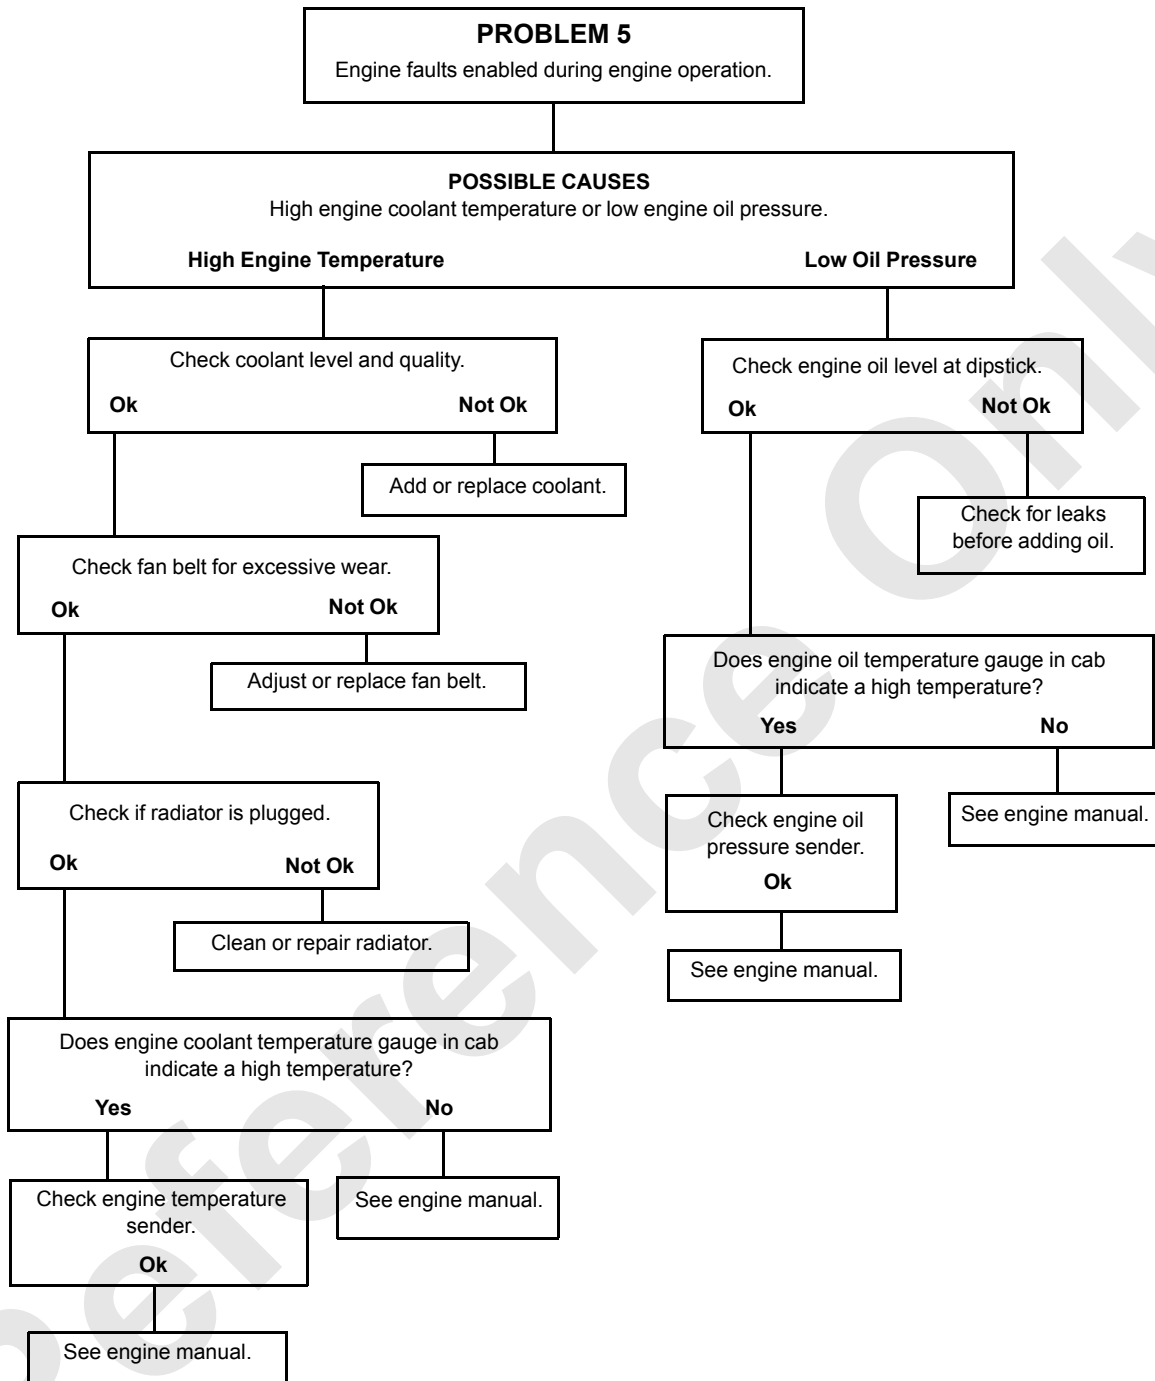 PROBLEM 5
Engine faults enabled during engine operation.
POSSIBLE CAUSES
High engine coolant temperature or low engine oil pressure.
High Engine Temperature
Low Oil Pressure
Check coolant level and quality.
Ok
Not Ok
Add or replace coolant.
Check fan belt for excessive wear.
Ok
Not Ok
Adjust or replace fan belt.
Check if radiator is plugged.
Ok
Not Ok
Clean or repair radiator.
Does engine coolant temperature gauge in cab
indicate a high temperature?
Yes
No
Check engine temperature
sender.
Ok
See engine manual.
See engine manual.
Check engine oil level at dipstick.
Ok
Not Ok
Check for leaks
before adding oil.
Does engine oil temperature gauge in cab
indicate a high temperature?
Yes
No
Check engine oil
pressure sender.
Ok
See engine manual.
See engine manual.
Reference Only